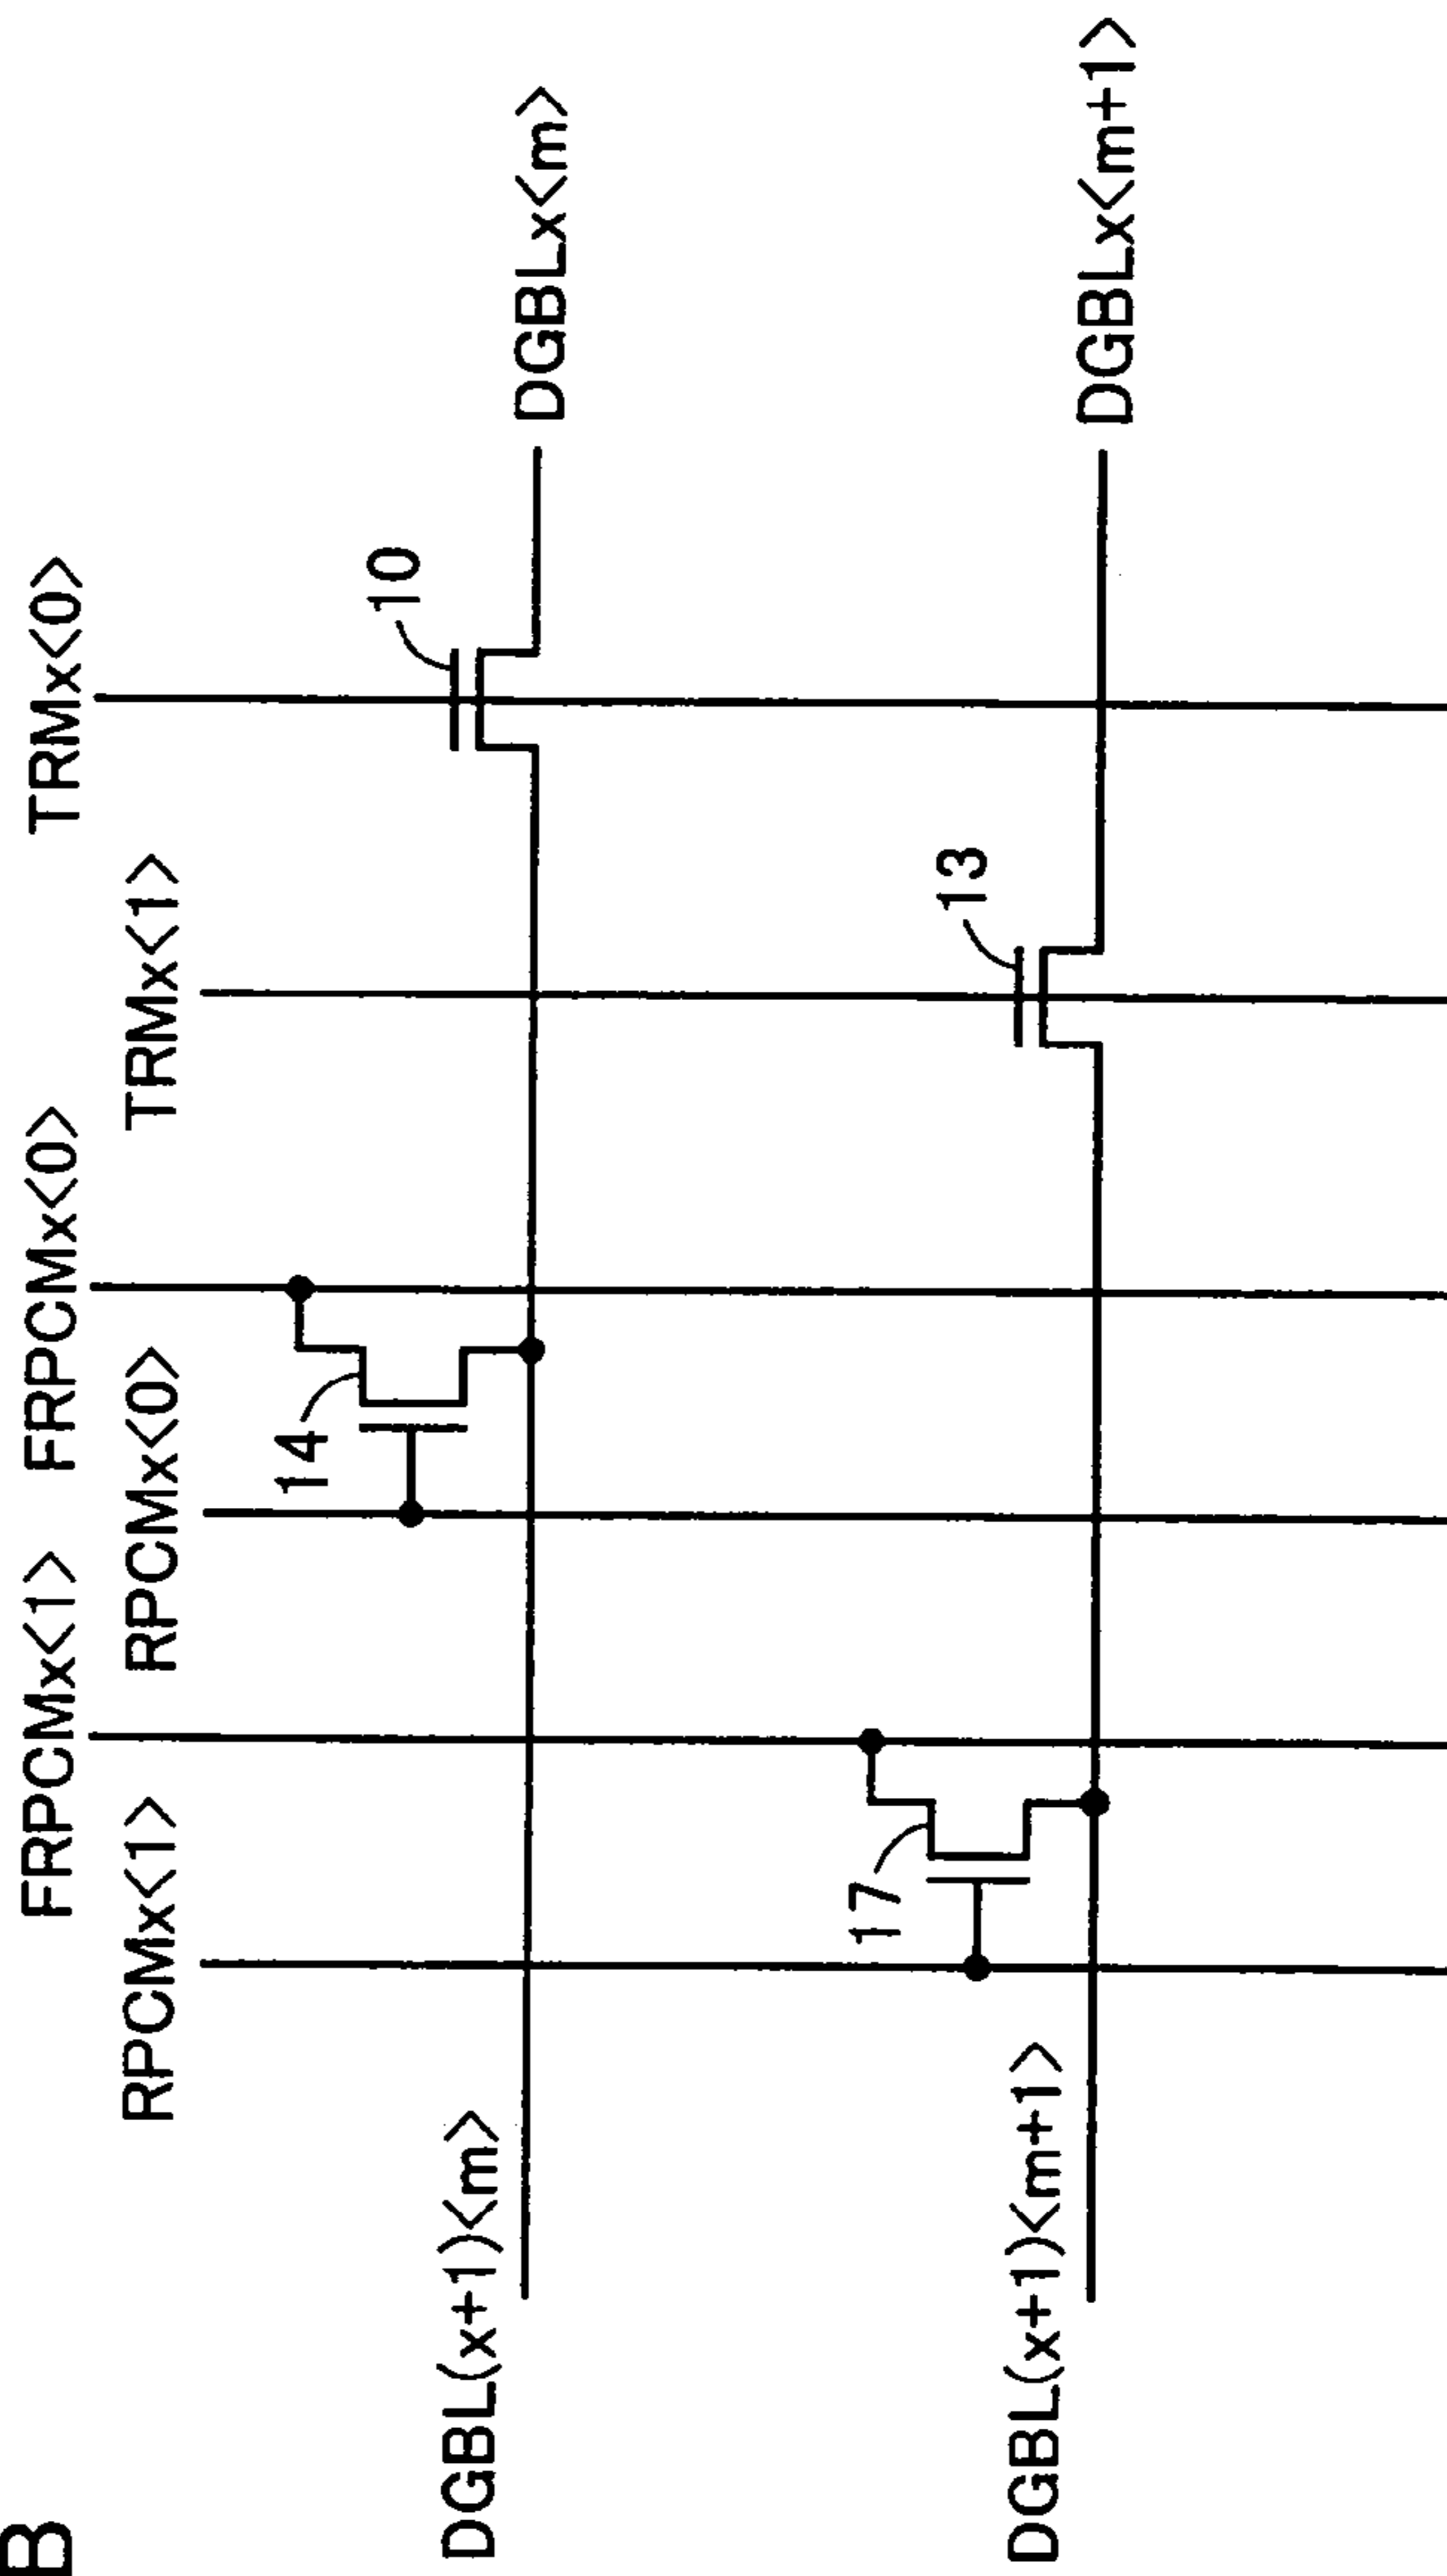 B
FRPCMx<1>
FRPCMx<0>
TRMx<0>
RPCMx<1>
RPCMx<0>
TRMx<1>
14
10
DGBL(x+1)<m>
DGBLx<m>
17
13
DGBL(x+1)<m+1>
DGBLx<m+1>